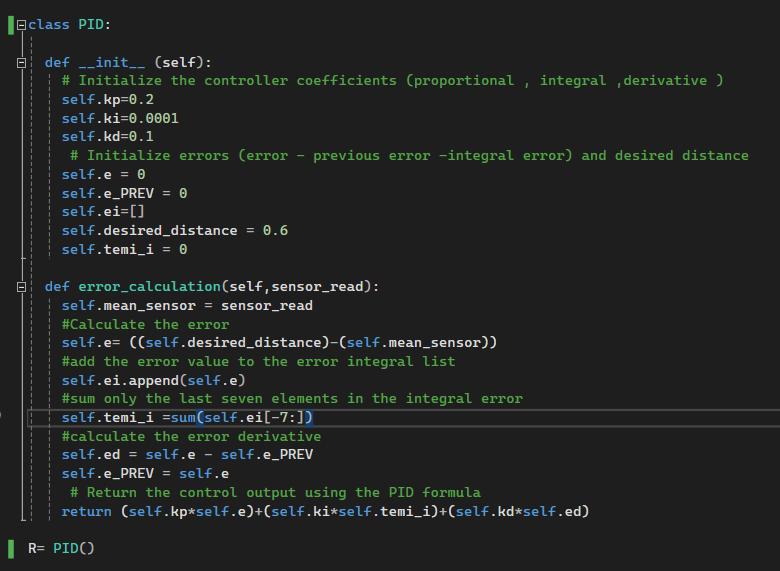 class PID:
def __init__ (self):
# Initialize the controller coefficients (proportional , integral ,derivative )
self.kp=0.2
self.ki=0.0001
self.kd=0.1
# Initialize errors (error - previous error -integral error) and desired distance
self.e = 0
self.e_PREV = 0
self.ei=[]
self.desired_distance = 0.6
self.temi_i = 0
def error_calculation(self,sensor_read):
self.mean_sensor = sensor_read
#Calculate the error
self.e= ((self.desired_distance)-(self.mean_sensor))
#add the error value to the error integral list
self.ei.append(self.e)
#sum only the last seven elements in the integral error
self.temi_i =sum(self.ei[-7:])
#calculate the error derivative
self.ed = self.e - self.e_PREV
self.e_PREV = self.e
# Return the control output using the PID formula
return (self.kp*self.e)+(self.ki*self.temi_i)+(self.kd*self.ed)
R= PID()